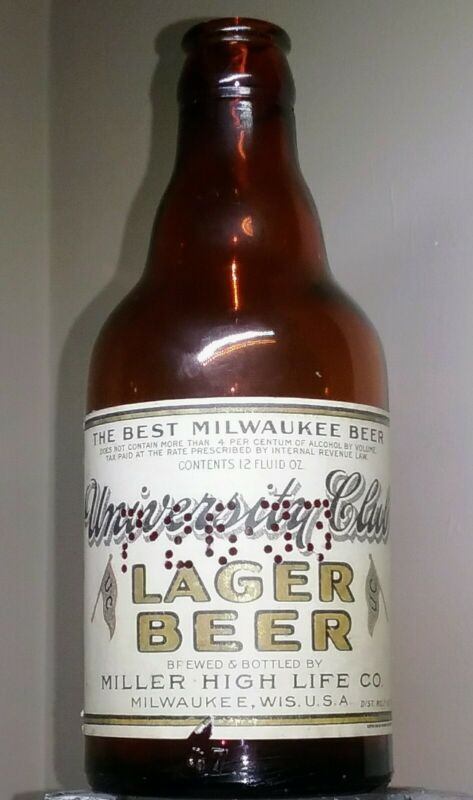 THE BEST MILWAUKEE BEER
DOES NOT CONTAIN MORE THAN 4 PER CENTUM OF ALCOHOL BY VOLUME.
TAX PAID AT THE RATE PRESCRIBED BY INTERNAL REVENUE LAW.
CONTENTS 12 FLUID OZ.
University Club
UC UC
LAGER
BEER
BREWED & BOTTLED BY
MILLER HIGH LIFE CO.
MILWAUKEE, WIS. U.S.A.